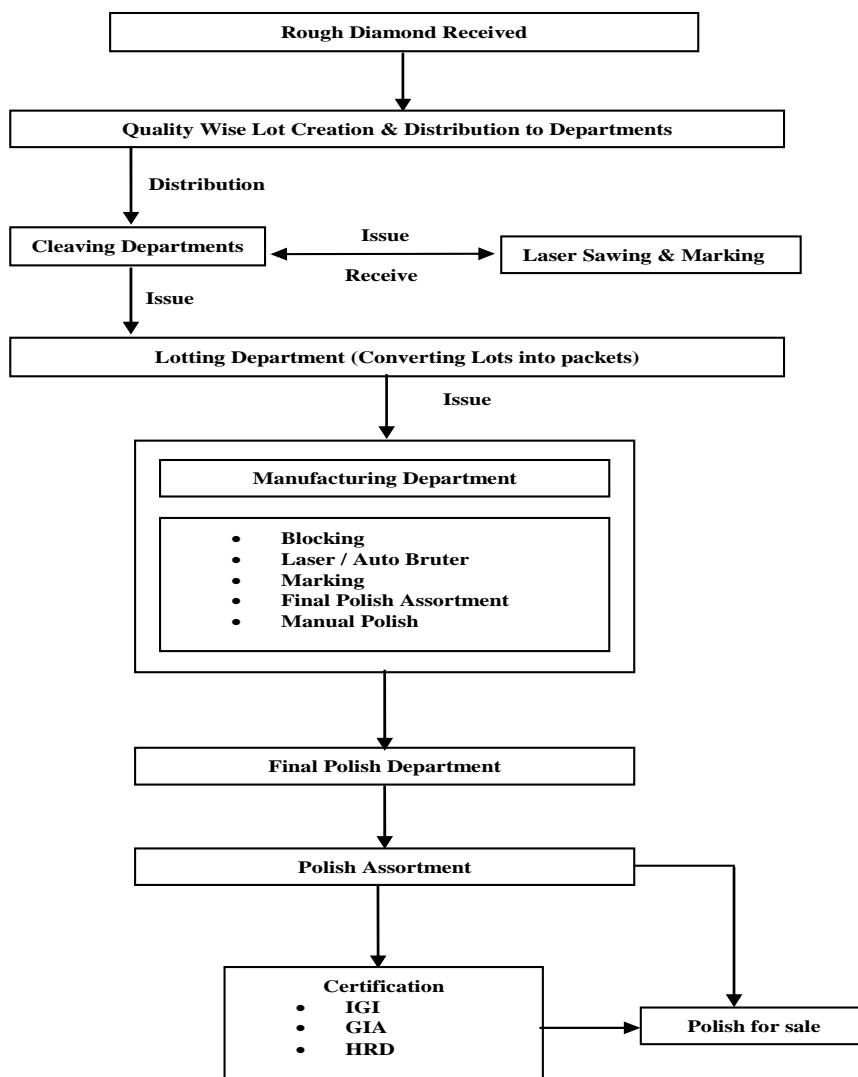 Rough Diamond Received
Quality Wise Lot Creation & Distribution to Departments
Distribution
Cleaving Departments
Issue
Receive
Laser Sawing & Marking
Issue
Lotting Department (Converting Lots into packets)
Issue
Manufacturing Department
• Blocking
• Laser / Auto Bruter
• Marking
• Final Polish Assortment
• Manual Polish
Final Polish Department
Polish Assortment
Certification
• IGI
• GIA
• HRD
Polish for sale